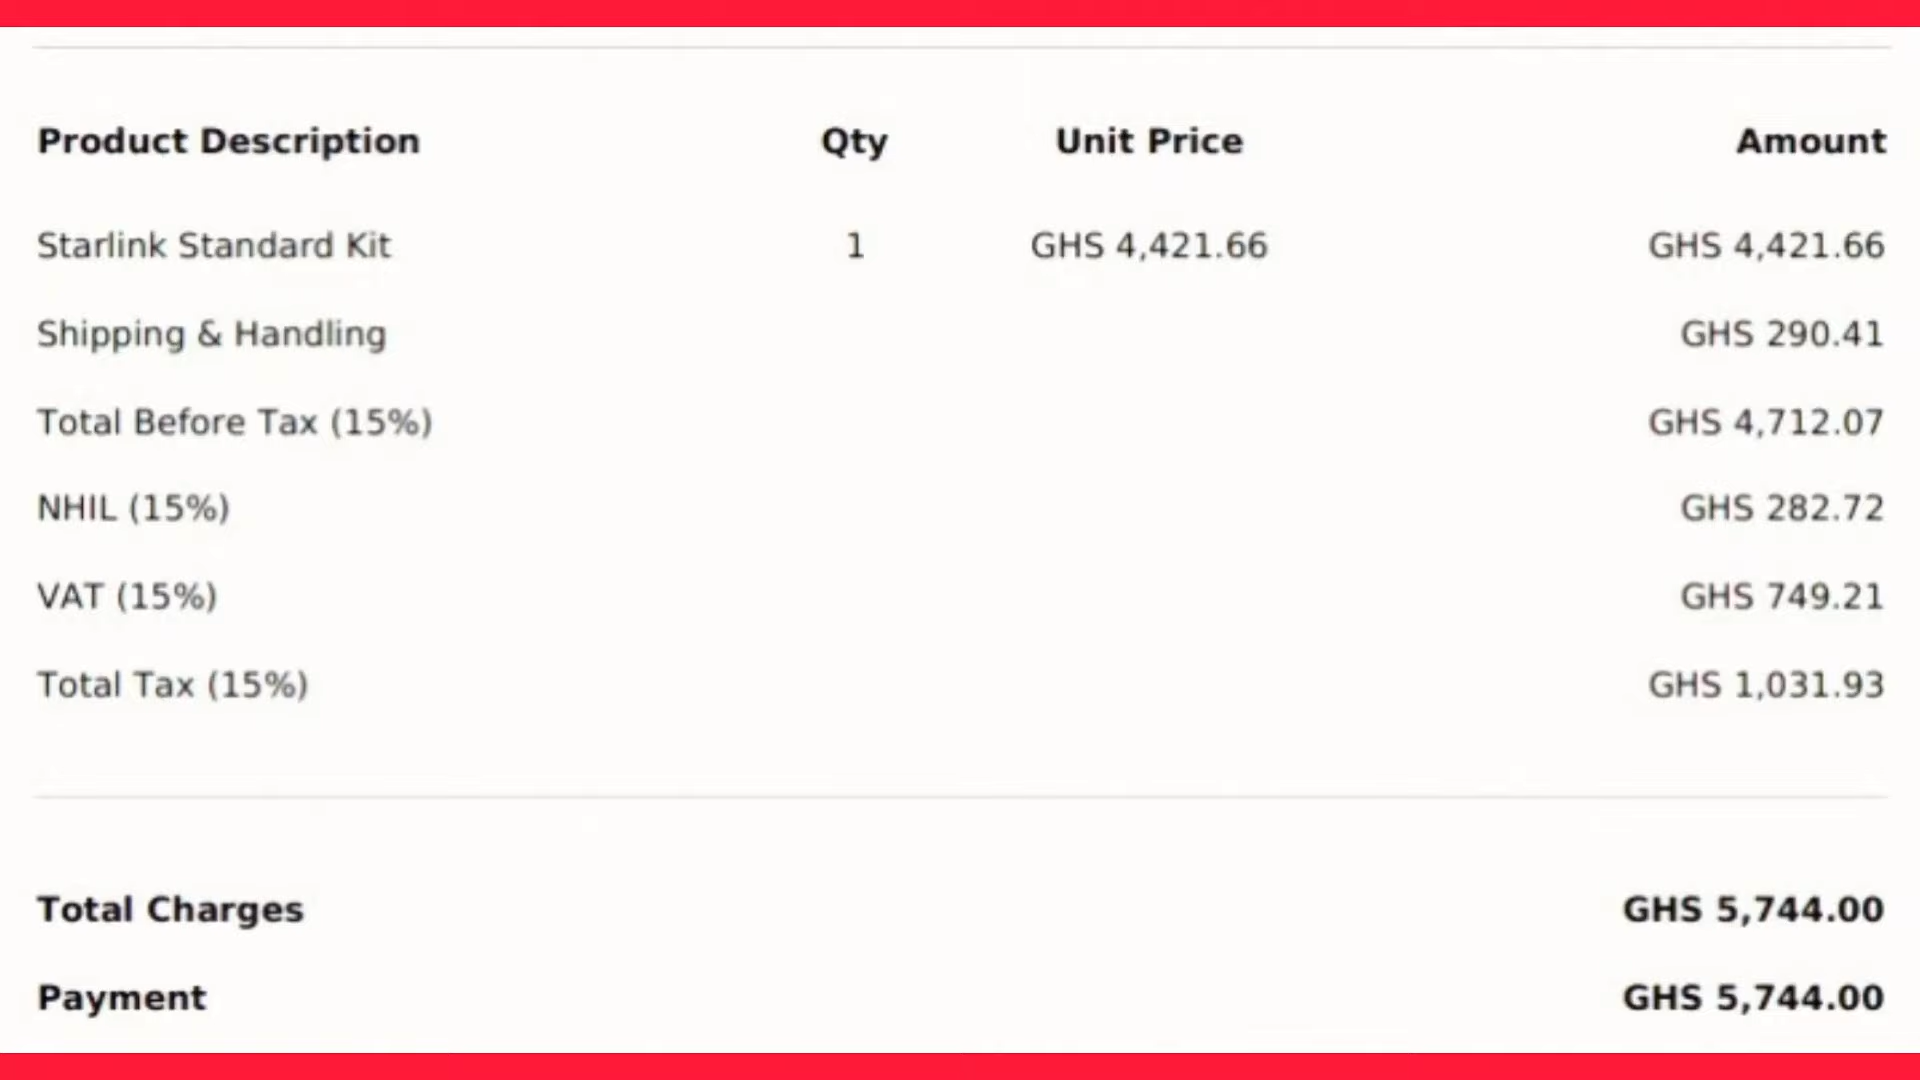 Product Description Qty Unit Price Amount
Starlink Standard Kit 1 GHS 4,421.66 GHS 4,421.66
Shipping & Handling GHS 290.41
Total Before Tax (15%) GHS 4,712.07
NHIL (15%) GHS 282.72
VAT (15%) GHS 749.21
Total Tax (15%) GHS 1,031.93
Total Charges GHS 5,744.00
Payment GHS 5,744.00